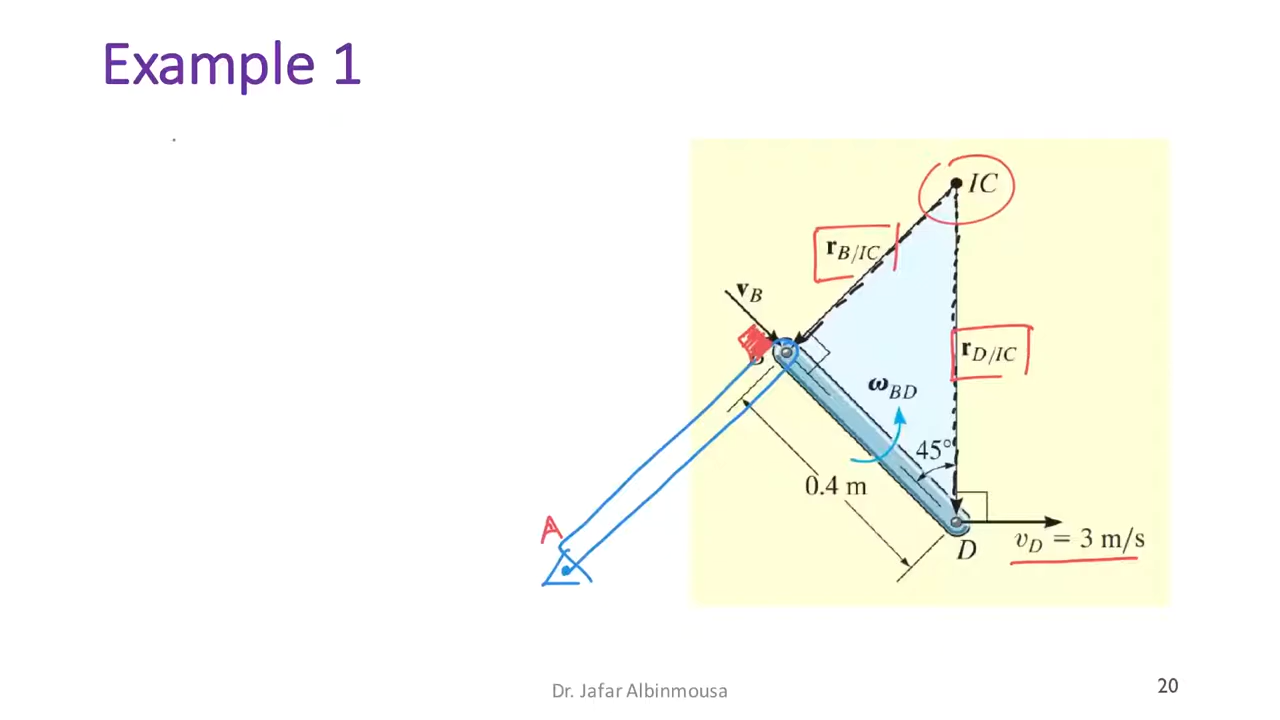 Example 1
.
IC
r_B/IC
v_B
r_D/IC
ω_BD
45°
0.4 m
A
D
v_D = 3 m/s
Dr. Jafar Albinmousa
20